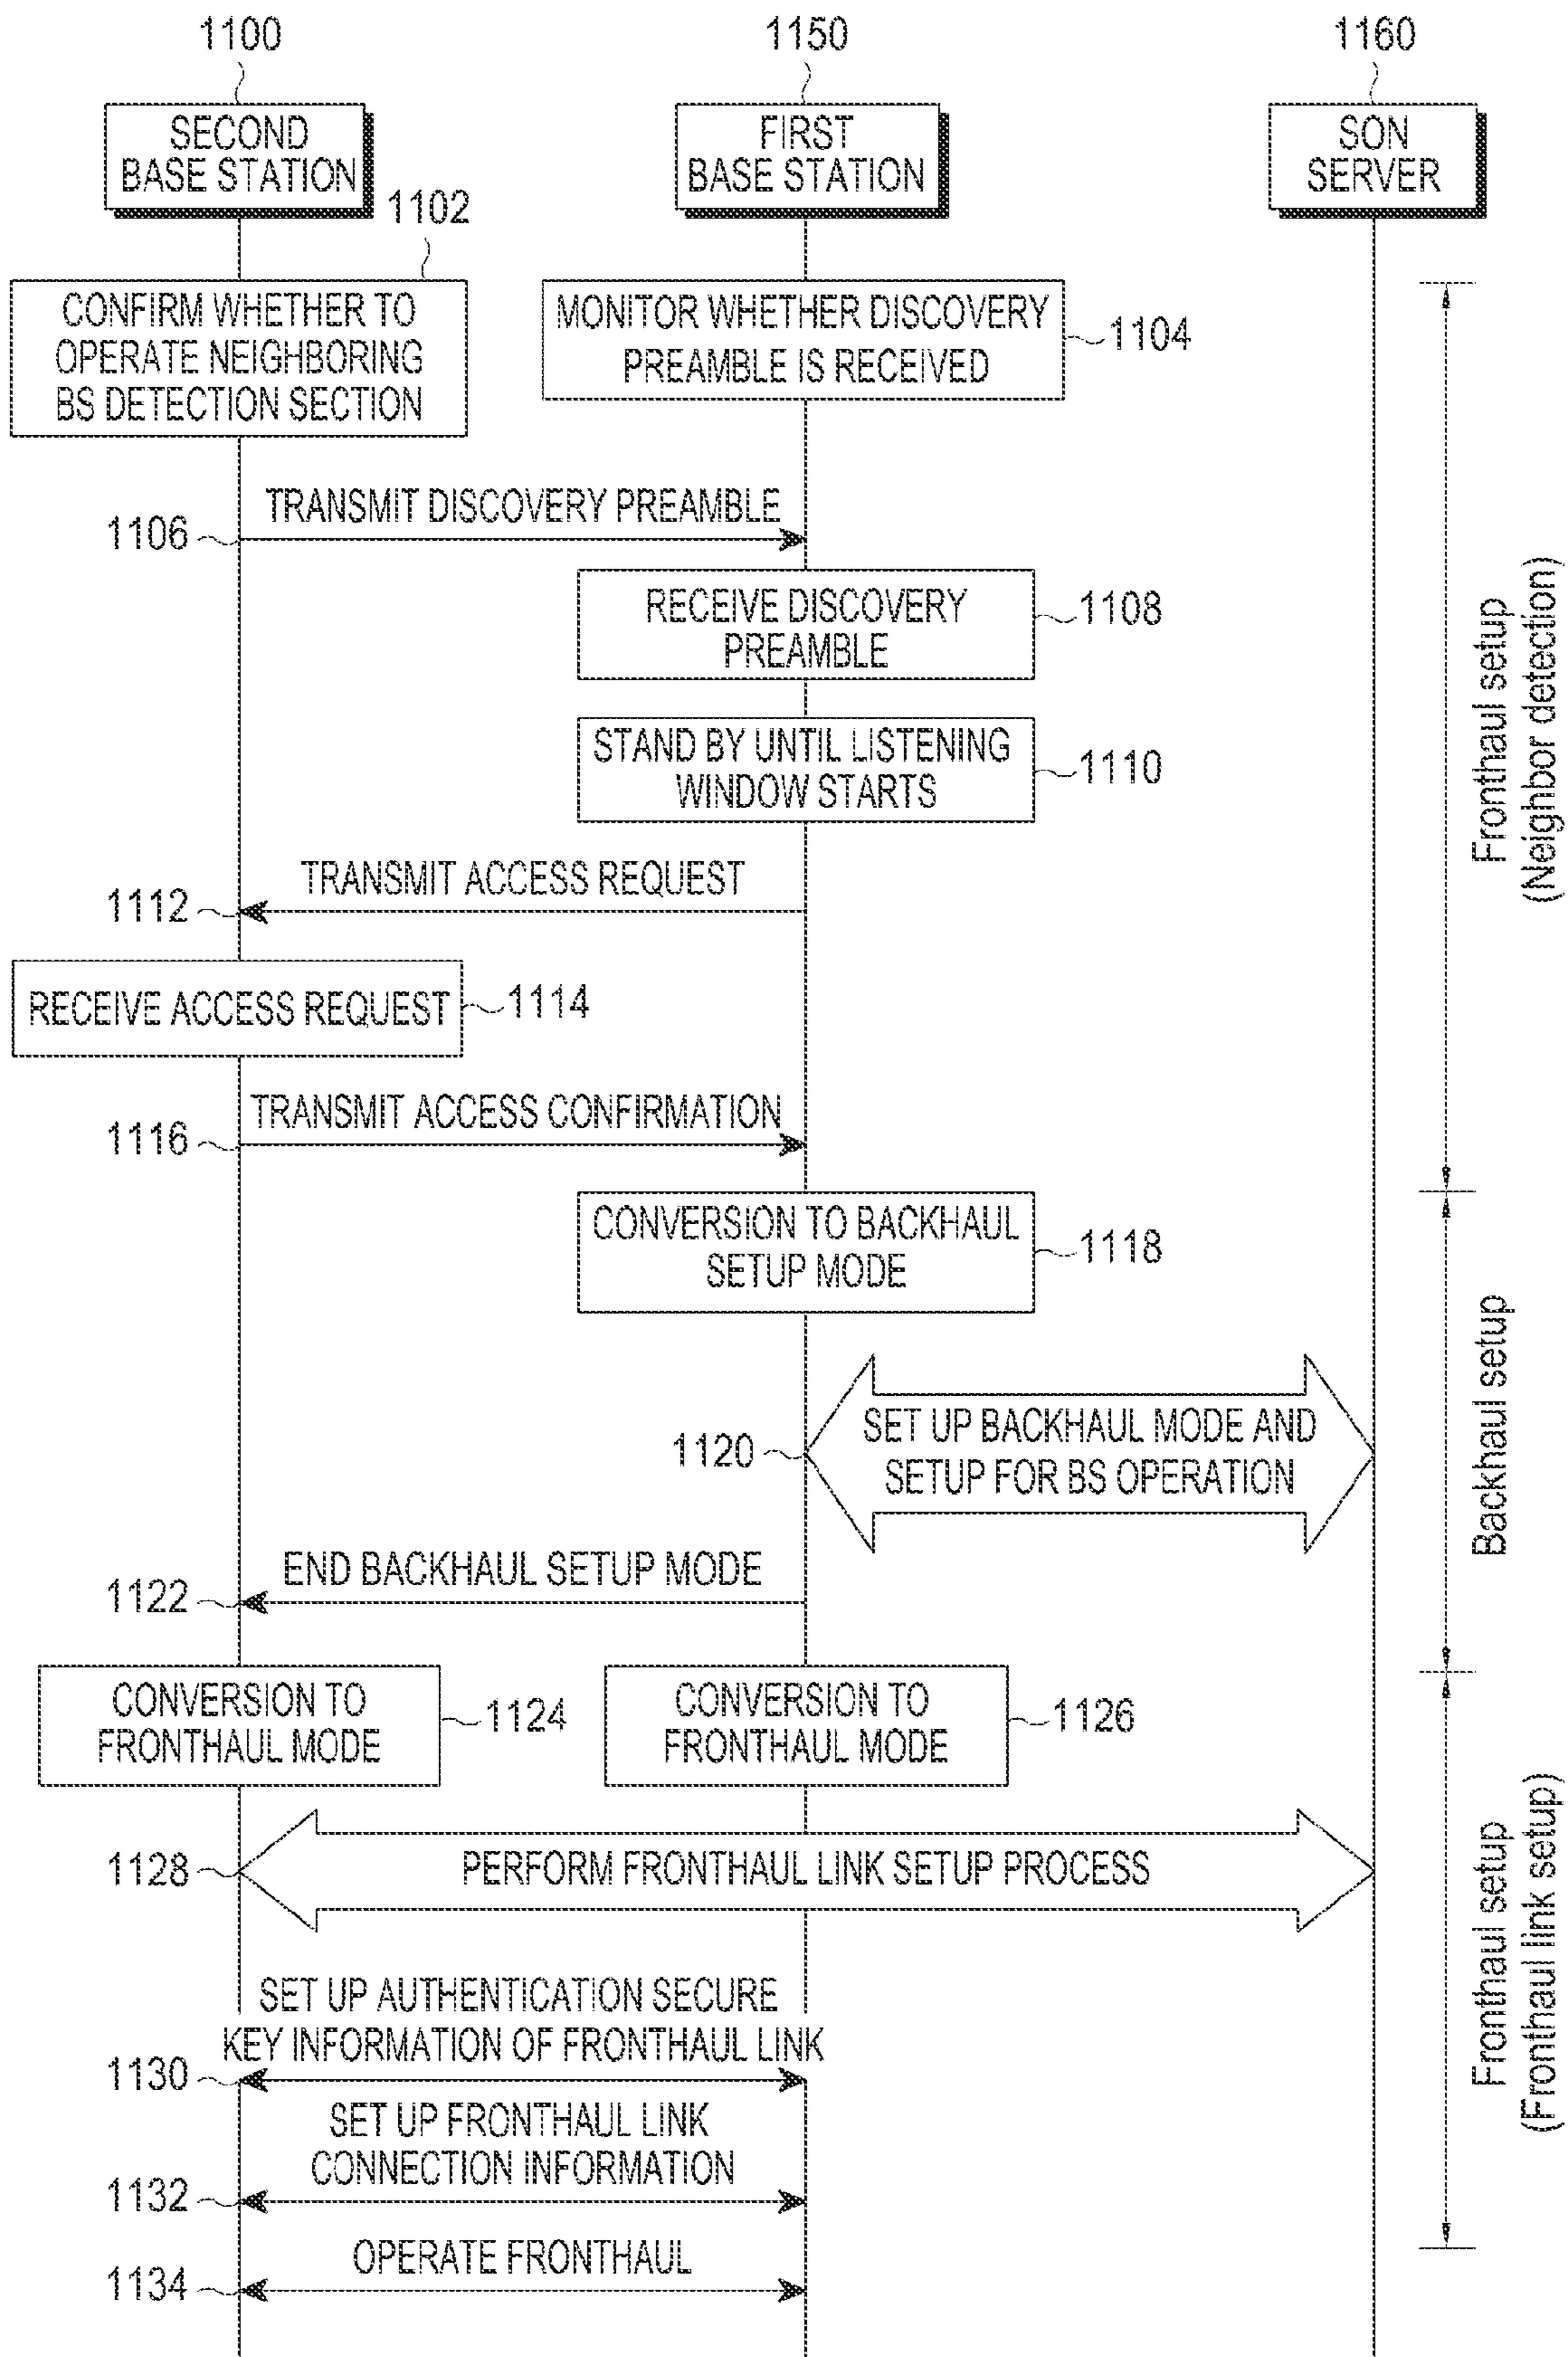 1100
1150
1160
SECOND
BASE STATION
FIRST
BASE STATION
SON
SERVER
1102
CONFIRM WHETHER TO
OPERATE NEIGHBORING
BS DETECTION SECTION
MONITOR WHETHER DISCOVERY
PREAMBLE IS RECEIVED
1104
TRANSMIT DISCOVERY PREAMBLE
1106
RECEIVE DISCOVERY
PREAMBLE
1108
STAND BY UNTIL LISTENING
WINDOW STARTS
1110
Fronthaul setup
(Neighbor detection)
TRANSMIT ACCESS REQUEST
1112
RECEIVE ACCESS REQUEST
1114
TRANSMIT ACCESS CONFIRMATION
1116
CONVERSION TO BACKHAUL
SETUP MODE
1118
SET UP BACKHAUL MODE AND
SETUP FOR BS OPERATION
1120
Backhaul setup
END BACKHAUL SETUP MODE
1122
CONVERSION TO
FRONTHAUL MODE
1124
CONVERSION TO
FRONTHAUL MODE
1126
PERFORM FRONTHAUL LINK SETUP PROCESS
1128
Fronthaul setup
(Fronthaul link setup)
SET UP AUTHENTICATION SECURE
KEY INFORMATION OF FRONTHAUL LINK
1130
SET UP FRONTHAUL LINK
CONNECTION INFORMATION
1132
OPERATE FRONTHAUL
1134